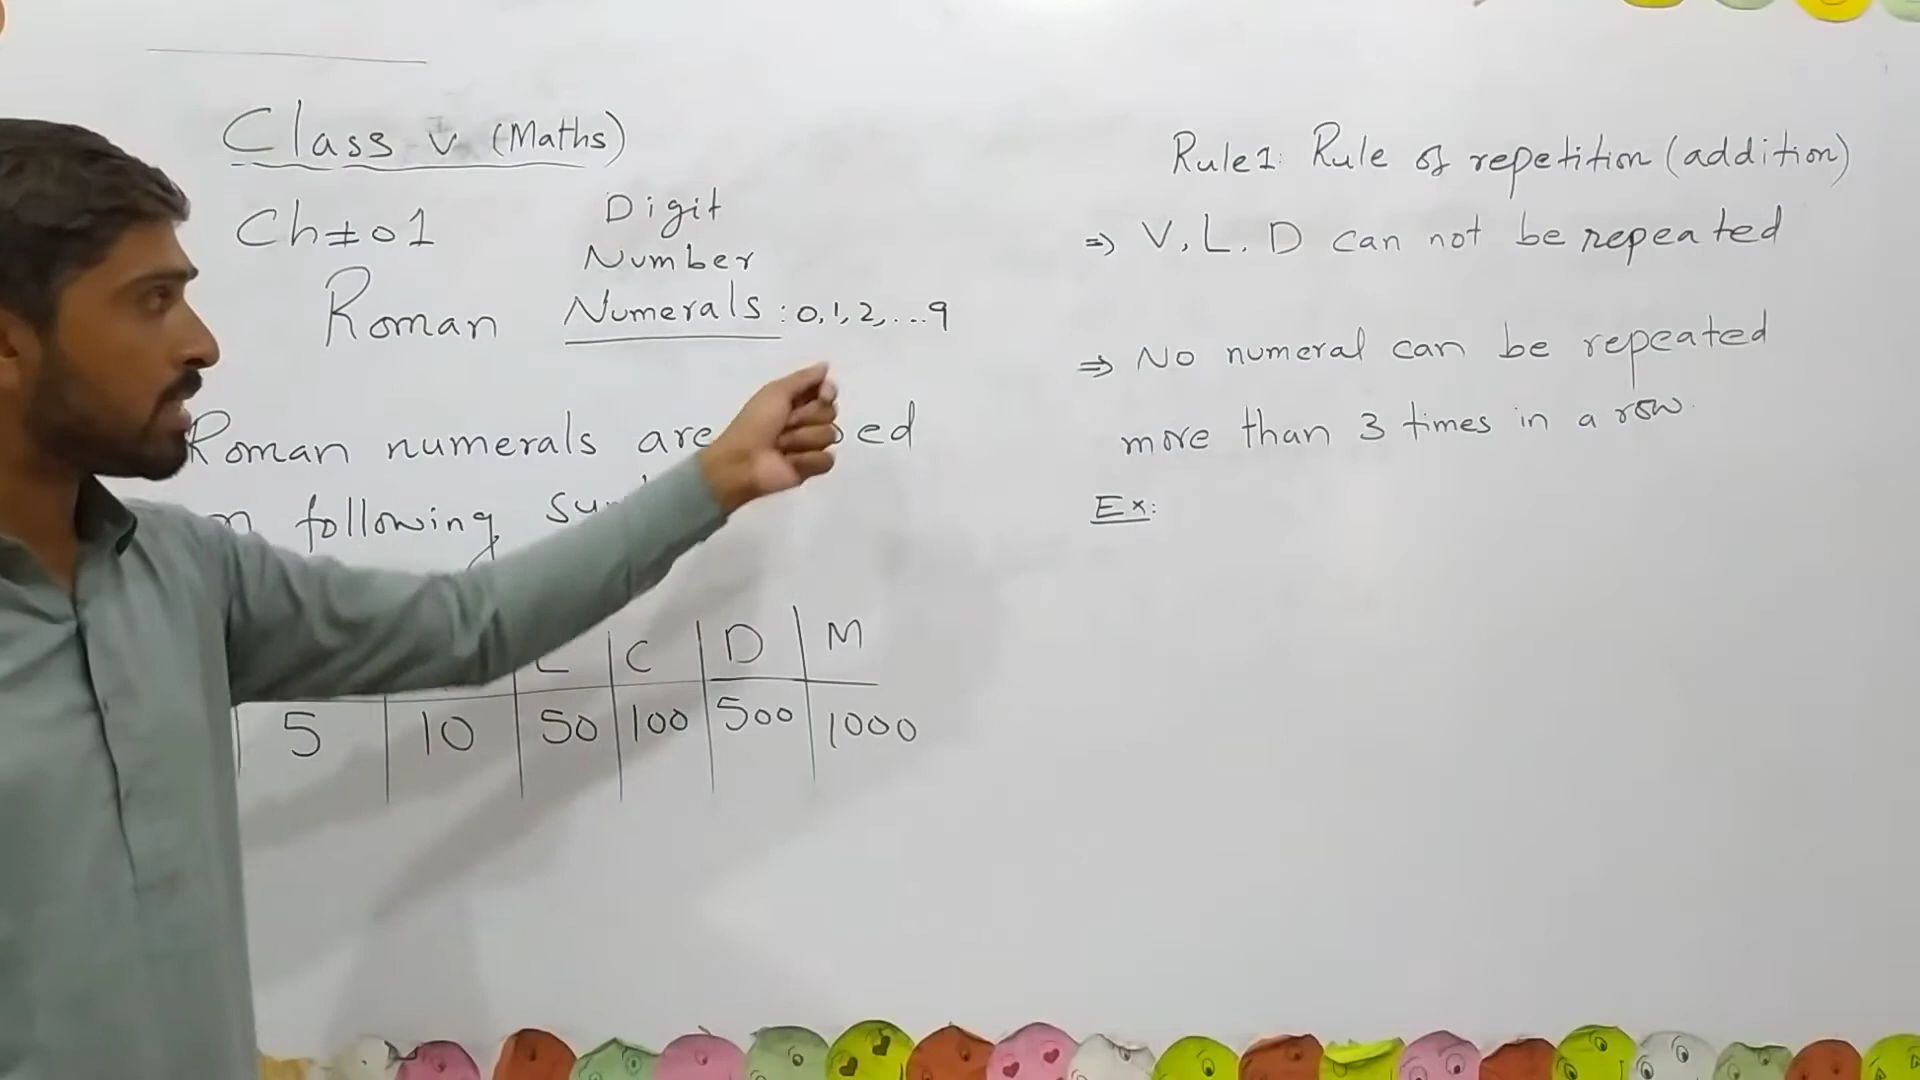 Class V (Maths)
Ch#01
Digit
Number
Roman Numerals: 0,1,2,...9
Roman numerals are
following
L C D M
5 10 50 100 500 1000
Rule1: Rule of repetition (addition)
⇒ V, L, D can not be repeated
⇒ No numeral can be repeated
more than 3 times in a row.
Ex: